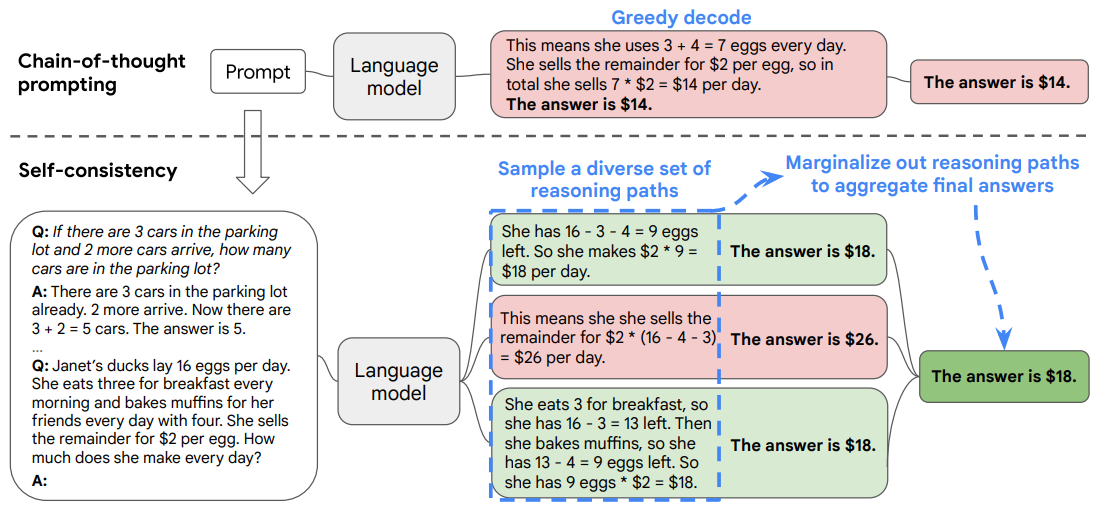 Greedy decode
Chain-of-thought
prompting
Prompt
Language
model
This means she uses 3 + 4 = 7 eggs every day.
She sells the remainder for $2 per egg, so in
total she sells 7 * $2 = $14 per day.
The answer is $14.
The answer is $14.
Self-consistency
Sample a diverse set of
reasoning paths
Marginalize out reasoning paths
to aggregate final answers
Q: If there are 3 cars in the parking
lot and 2 more cars arrive, how many
cars are in the parking lot?
A: There are 3 cars in the parking lot
already. 2 more arrive. Now there are
3 + 2 = 5 cars. The answer is 5.
...
Q: Janet's ducks lay 16 eggs per day.
She eats three for breakfast every
morning and bakes muffins for her
friends every day with four. She sells
the remainder for $2 per egg. How
much does she make every day?
A:
Language
model
She has 16 - 3 - 4 = 9 eggs
left. So she makes $2 * 9 =
$18 per day.
The answer is $18.
This means she she sells the
remainder for $2 * (16 - 4 - 3)
= $26 per day.
The answer is $26.
She eats 3 for breakfast, so
she has 16 - 3 = 13 left. Then
she bakes muffins, so she
has 13 - 4 = 9 eggs left. So
she has 9 eggs * $2 = $18.
The answer is $18.
The answer is $18.